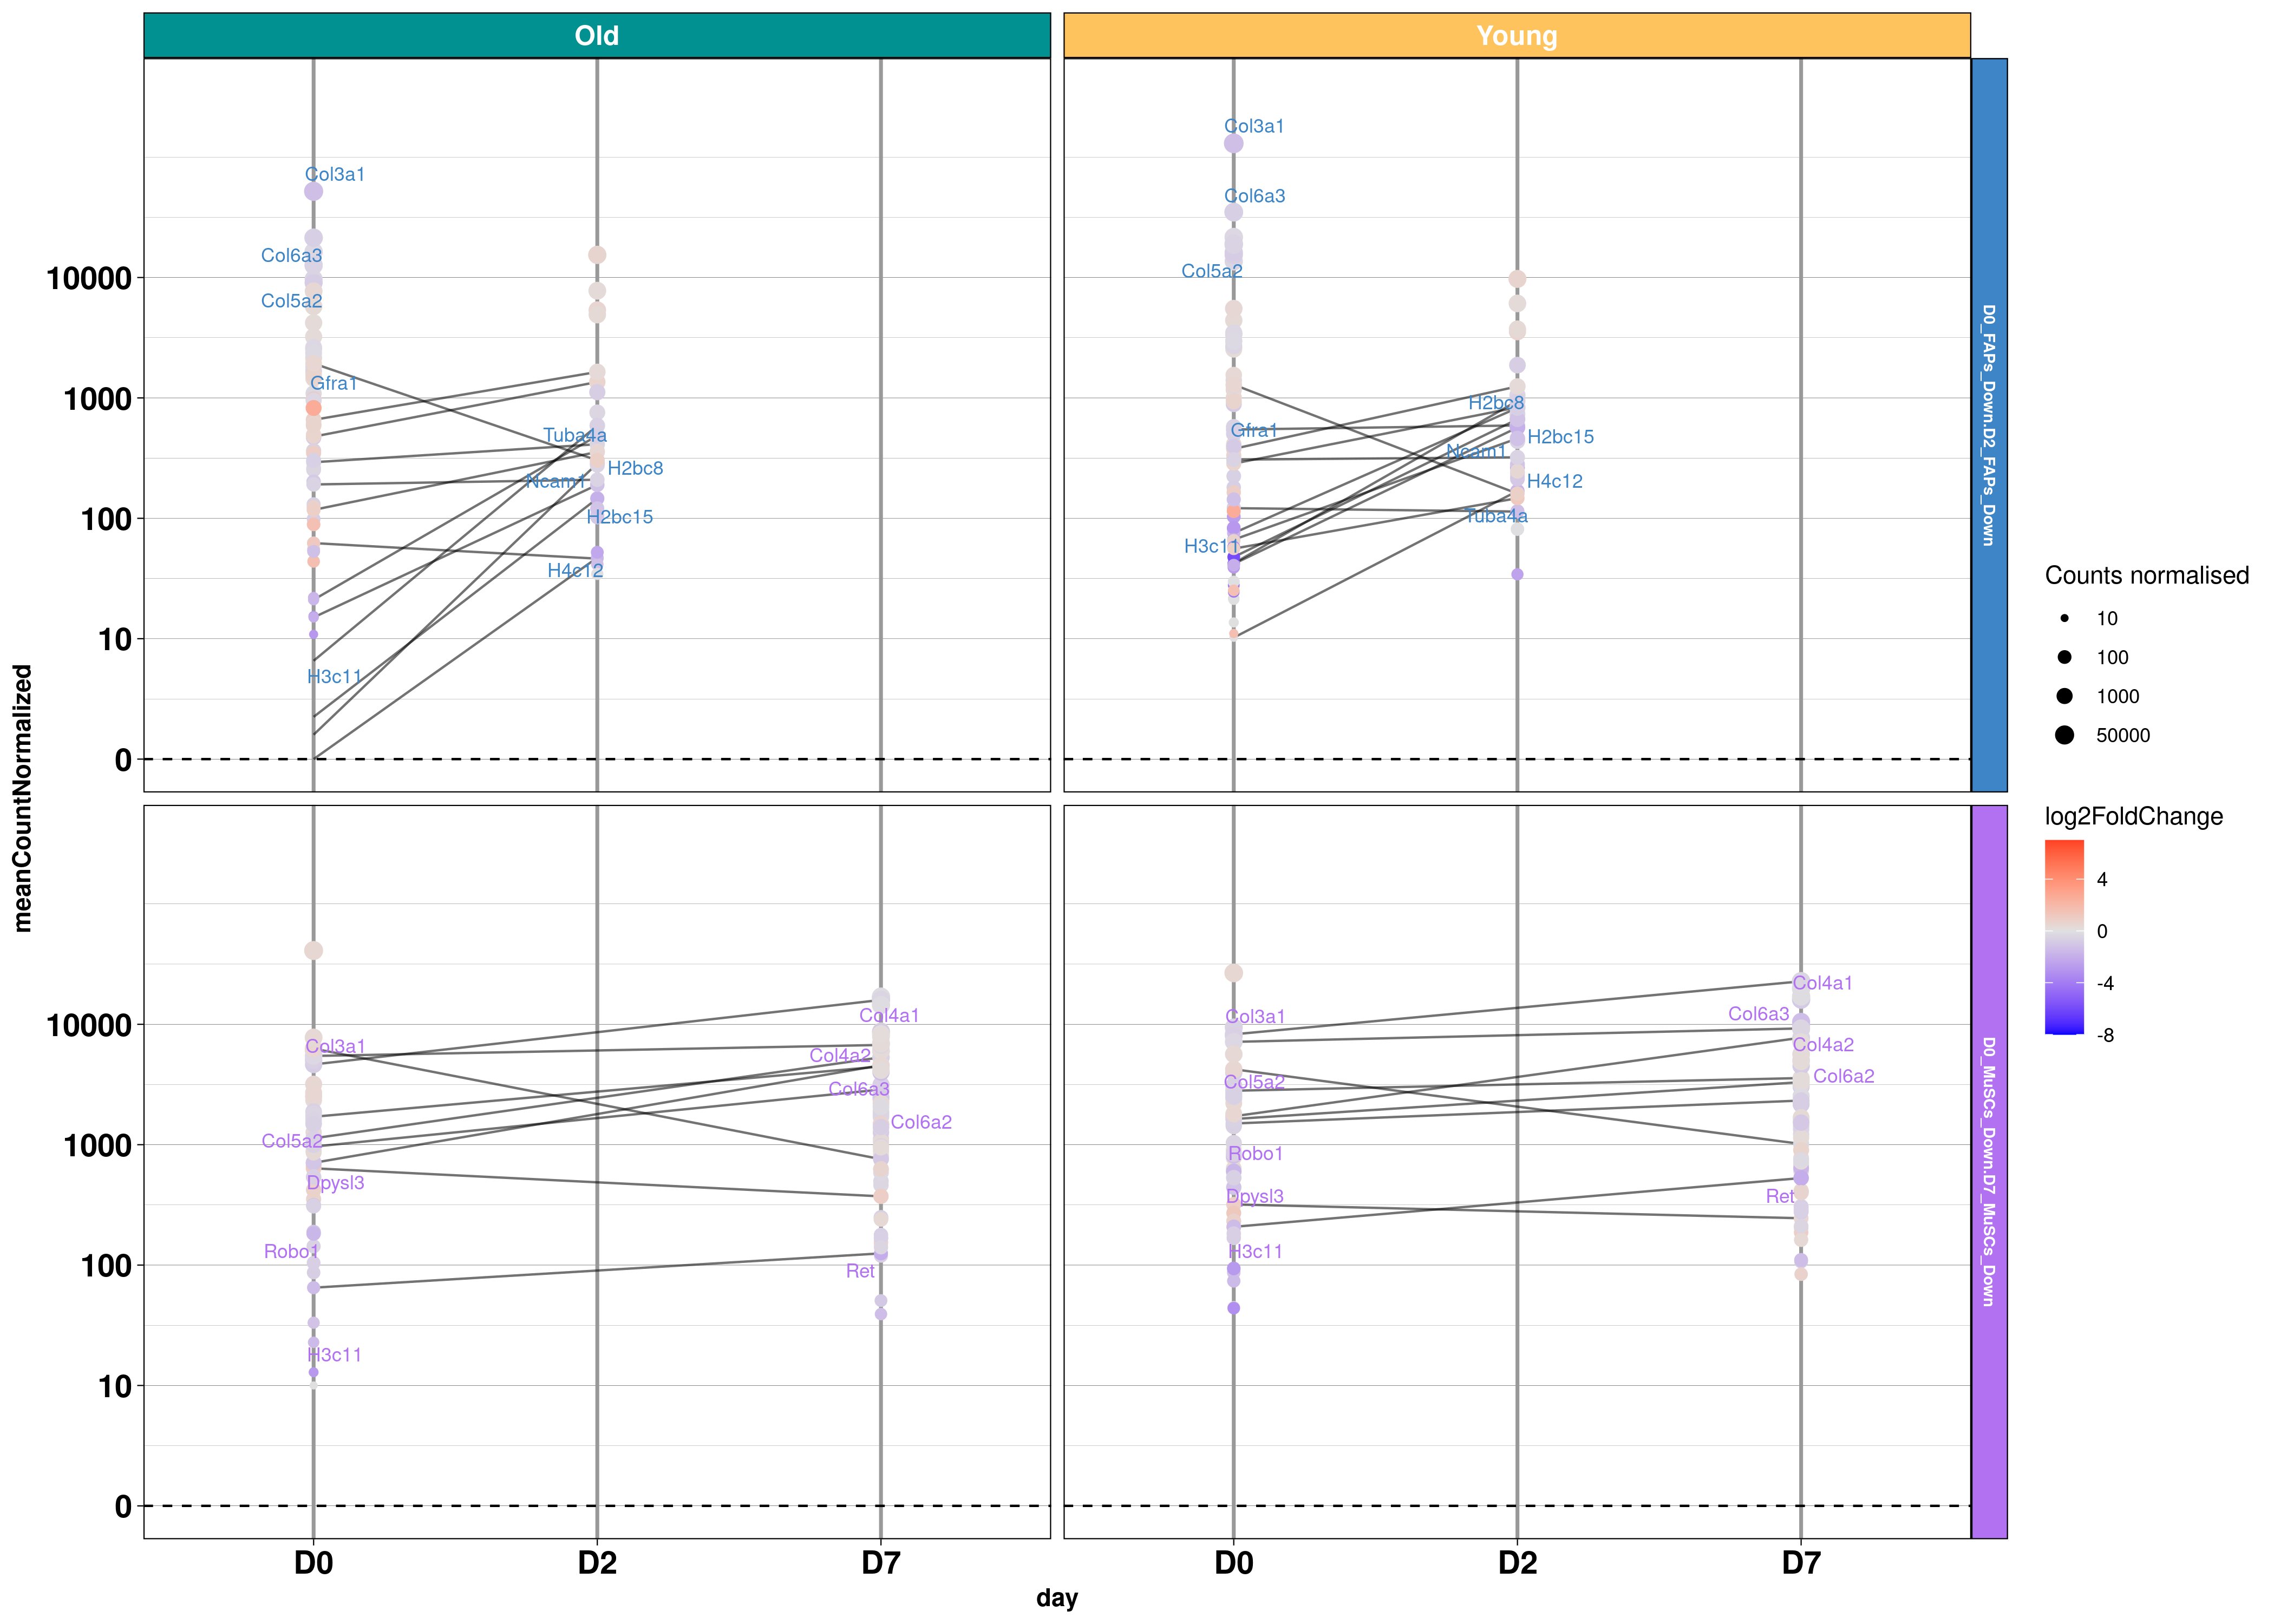 Old
Young
Col3a1
Col6a3
Col5a2
Gfra1
H3c11
Tuba4a
H2bc8
Ncam1
H2bc15
H4c12
Col3a1
Col6a3
Col5a2
Gfra1
H3c11
H2bc8
H2bc15
Ncam1
H4c12
Tuba4a
D0_FAPs_Down.D2_FAPs_Down
10000
1000
100
10
0
Col3a1
Col5a2
Dpysl3
Robo1
H3c11
Col4a1
Col4a2
Col6a3
Col6a2
Ret
Col3a1
Col5a2
Robo1
Dpysl3
H3c11
Col4a1
Col6a3
Col4a2
Col6a2
Ret
D0_MuSCs_Down.D7_MuSCs_Down
10000
1000
100
10
0
meanCountNormalized
D0
D2
D7
D0
D2
D7
day
Counts normalised
10
100
1000
50000
log2FoldChange
4
0
-4
-8